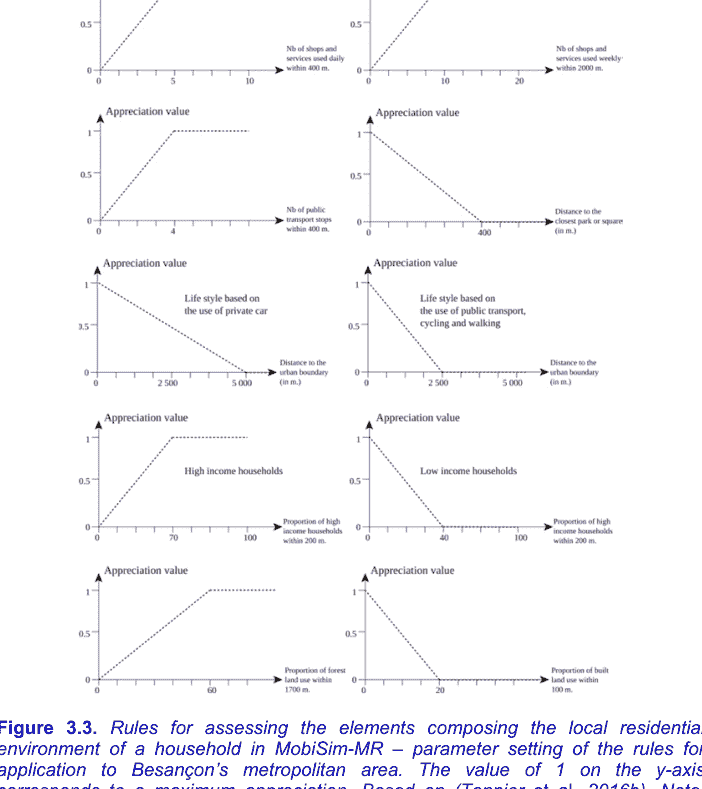 0.5
0
0
5
10
Nb of shops and
services used daily
within 400 m.
0.5
0
0
10
20
Nb of shops and
services used weekly
within 2000 m.
Appreciation value
1
0.5
0
0
4
Nb of public
transport stops
within 400 m.
Appreciation value
1
0.5
0
0
400
Distance to the
closest park or square
(in m.)
Appreciation value
1
3.5
0
0
2 500
5 000
Life style based on
the use of private car
Distance to the
urban boundary
(in m.)
Appreciation value
1
0.5
0
0
2 500
5 000
Life style based on
the use of public transport,
cycling and walking
Distance to the
urban boundary
(in m.)
Appreciation value
1
0.5
0
0
70
100
High income households
Proportion of high
income households
within 200 m.
Appreciation value
1
0.5
0
0
40
100
Low income households
Proportion of high
income households
within 200 m.
Appreciation value
1
0.5
0
0
60
Proportion of forest
land use within
1700 m.
Appreciation value
1
0.5
0
0
20
Proportion of built
land use within
100 m.
Figure 3.3. Rules for assessing the elements composing the local residential
environment of a household in MobiSim-MR – parameter setting of the rules for
application to Besançon's metropolitan area. The value of 1 on the y-axis
corresponds to a maximum appreciation. Based on (Tannier et al. 2016b). Note: